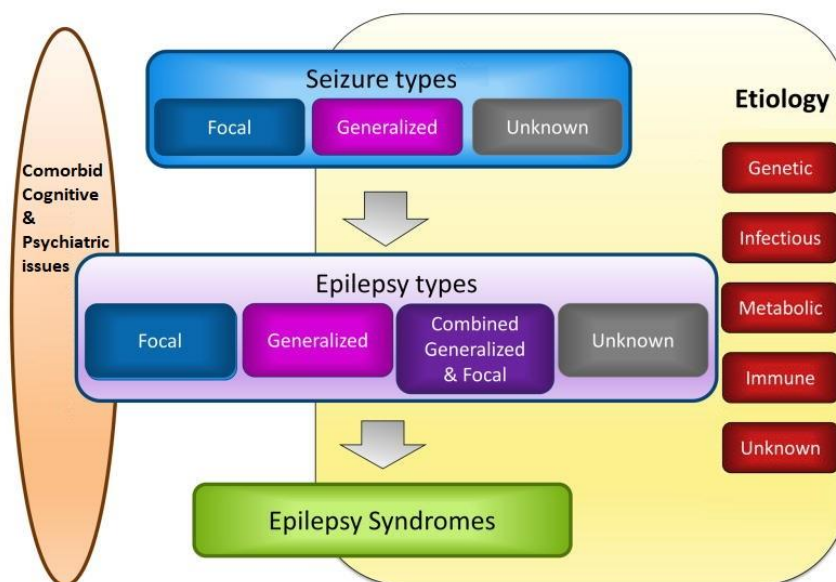 Seizure types
Focal
Generalized
Unknown
Etiology
Genetic
Infectious
Metabolic
Immune
Unknown
Comorbid
Cognitive
&
Psychiatric
issues
Epilepsy types
Focal
Generalized
Combined
Generalized
& Focal
Unknown
Epilepsy Syndromes